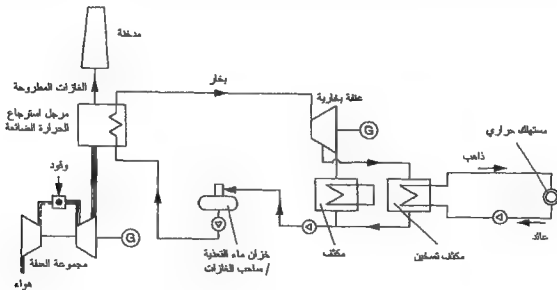 مدخنة
الغازات المطروحة
بخار
مرجل استرجاع
الحرارة الضائعة
عنفة بخارية
G
مستهلك حراري
ذاهب
وقود
عائد
G
خزان ماء التغذية
/ ساحب الغازات
مكثف
مكثف تسخين
مجموعة العنفة
هواء